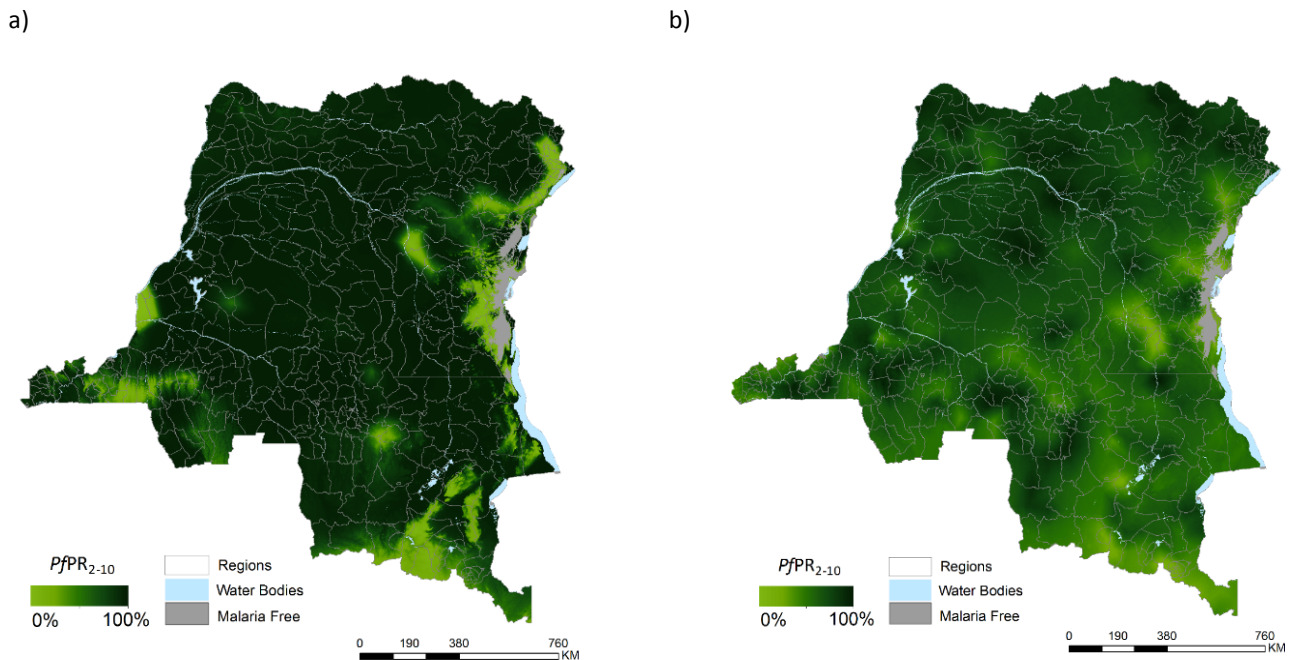 a)
b)
PfPR2-10
0% 100%
Regions
Water Bodies
Malaria Free
0 190 380 760
KM
PfPR2-10
0% 100%
Regions
Water Bodies
Malaria Free
0 190 380 760
KM